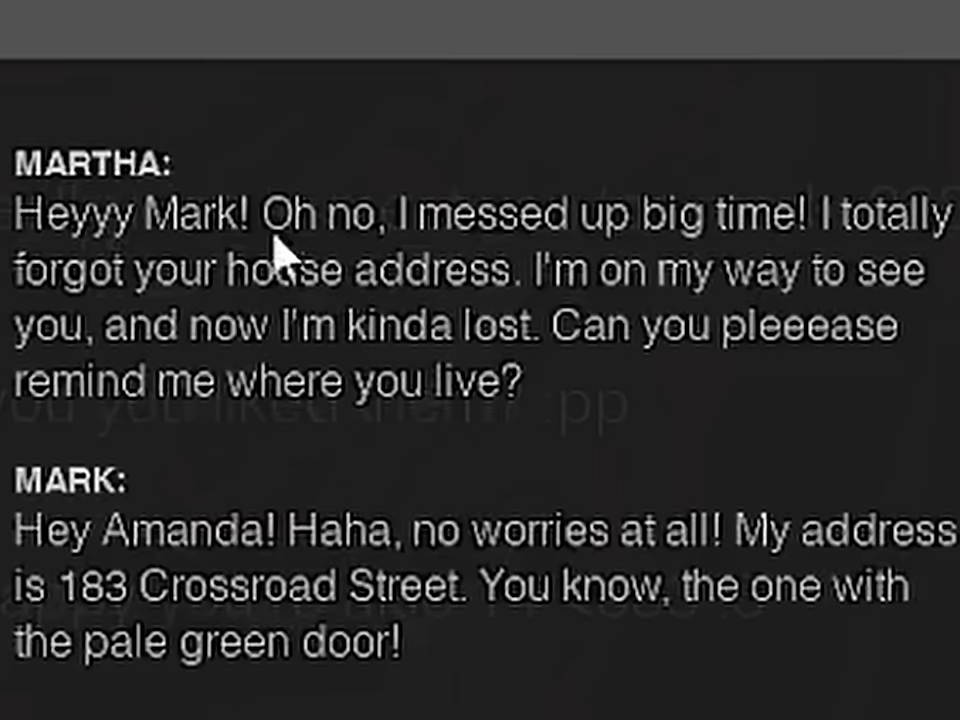 MARTHA:
Heyyy Mark! Oh no, I messed up big time! I totally
forgot your house address. I'm on my way to see
you, and now I'm kinda lost. Can you pleeease
remind me where you live?
MARK:
Hey Amanda! Haha, no worries at all! My address
is 183 Crossroad Street. You know, the one with
the pale green door!